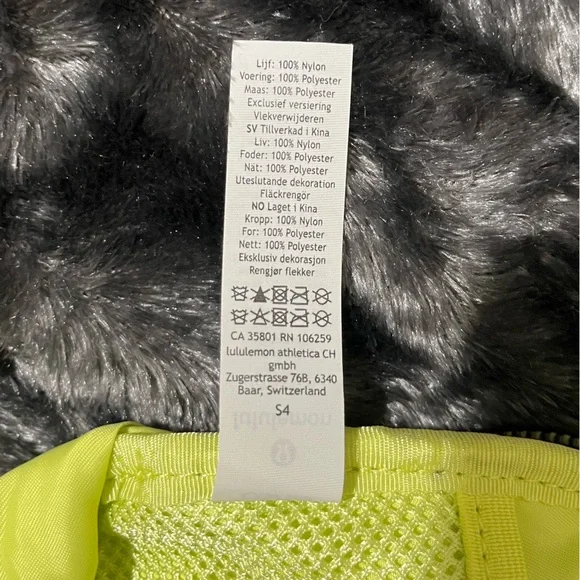 Lijf: 100% Nylon
Voering: 100% Polyester
Maas: 100% Polyester
Exclusief versiering
Vlekverwijderen
SV Tillverkad i Kina
Liv: 100% Nylon
Foder: 100% Polyester
Nät: 100% Polyester
Uteslutande dekoration
Fläckrengör
NO Laget i Kina
Kropp: 100% Nylon
For: 100% Polyester
Nett: 100% Polyester
Eksklusiv dekorasjon
Rengjør flekker
CA 35801 RN 106259
lululemon athletica CH
gmbh
Zugerstrasse 76B, 6340
Baar, Switzerland
S4
lululemon